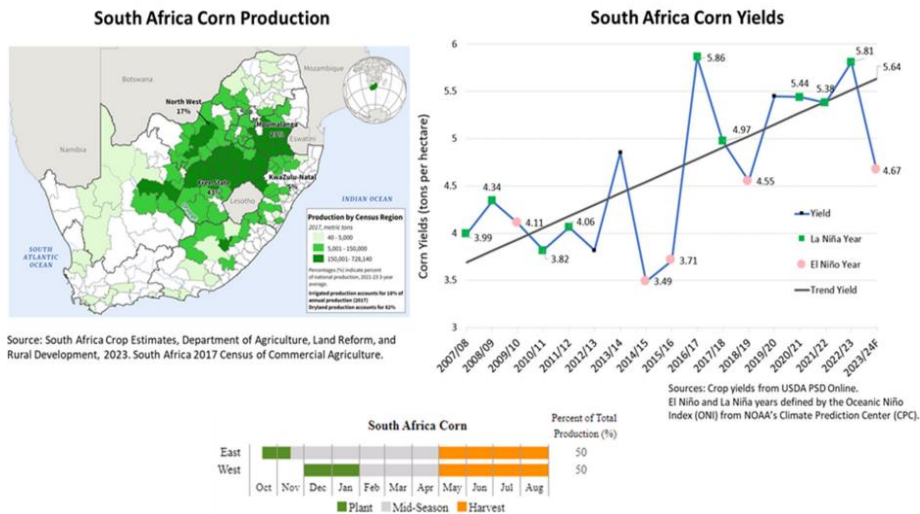 South Africa Corn Production
Botswana
Mozambique
North West
17%
Mpumalanga
Eswatini
Namibia
KwaZulu-Natal
5%
Free State
Lesotho
INDIAN OCEAN
SOUTH
ATLANTIC
OCEAN
Production by Census Region
2017, metric tons
40 - 5,000
5,001 - 150,000
150,001- 728,140
Percentages (%) indicate percent
of national production, 2021-23 3-year
average.
Irrigated production accounts for 18% of
annual production (2017)
Dryland production accounts for 82%
Source: South Africa Crop Estimates, Department of Agriculture, Land Reform, and
Rural Development, 2023. South Africa 2017 Census of Commercial Agriculture.
South Africa Corn Yields
Corn Yields (tons per hectare)
6
5.5
5
4.5
4
3.5
3
3.99
4.34
4.11
3.82
4.06
3.49
3.71
5.86
4.97
4.55
5.44
5.38
5.81
5.64
4.67
Yield
La Niña Year
El Niño Year
Trend Yield
2007/08
2008/09
2009/10
2010/11
2011/12
2012/13
2013/14
2014/15
2015/16
2016/17
2017/18
2018/19
2019/20
2020/21
2021/22
2022/23
2023/24F
Sources: Crop yields from USDA PSD Online.
El Niño and La Niña years defined by the Oceanic Niño
Index (ONI) from NOAA's Climate Prediction Center (CPC).
South Africa Corn
Percent of Total
Production (%)
East 50
West 50
Oct Nov Dec Jan Feb Mar Apr May Jun Jul Aug
Plant Mid-Season Harvest